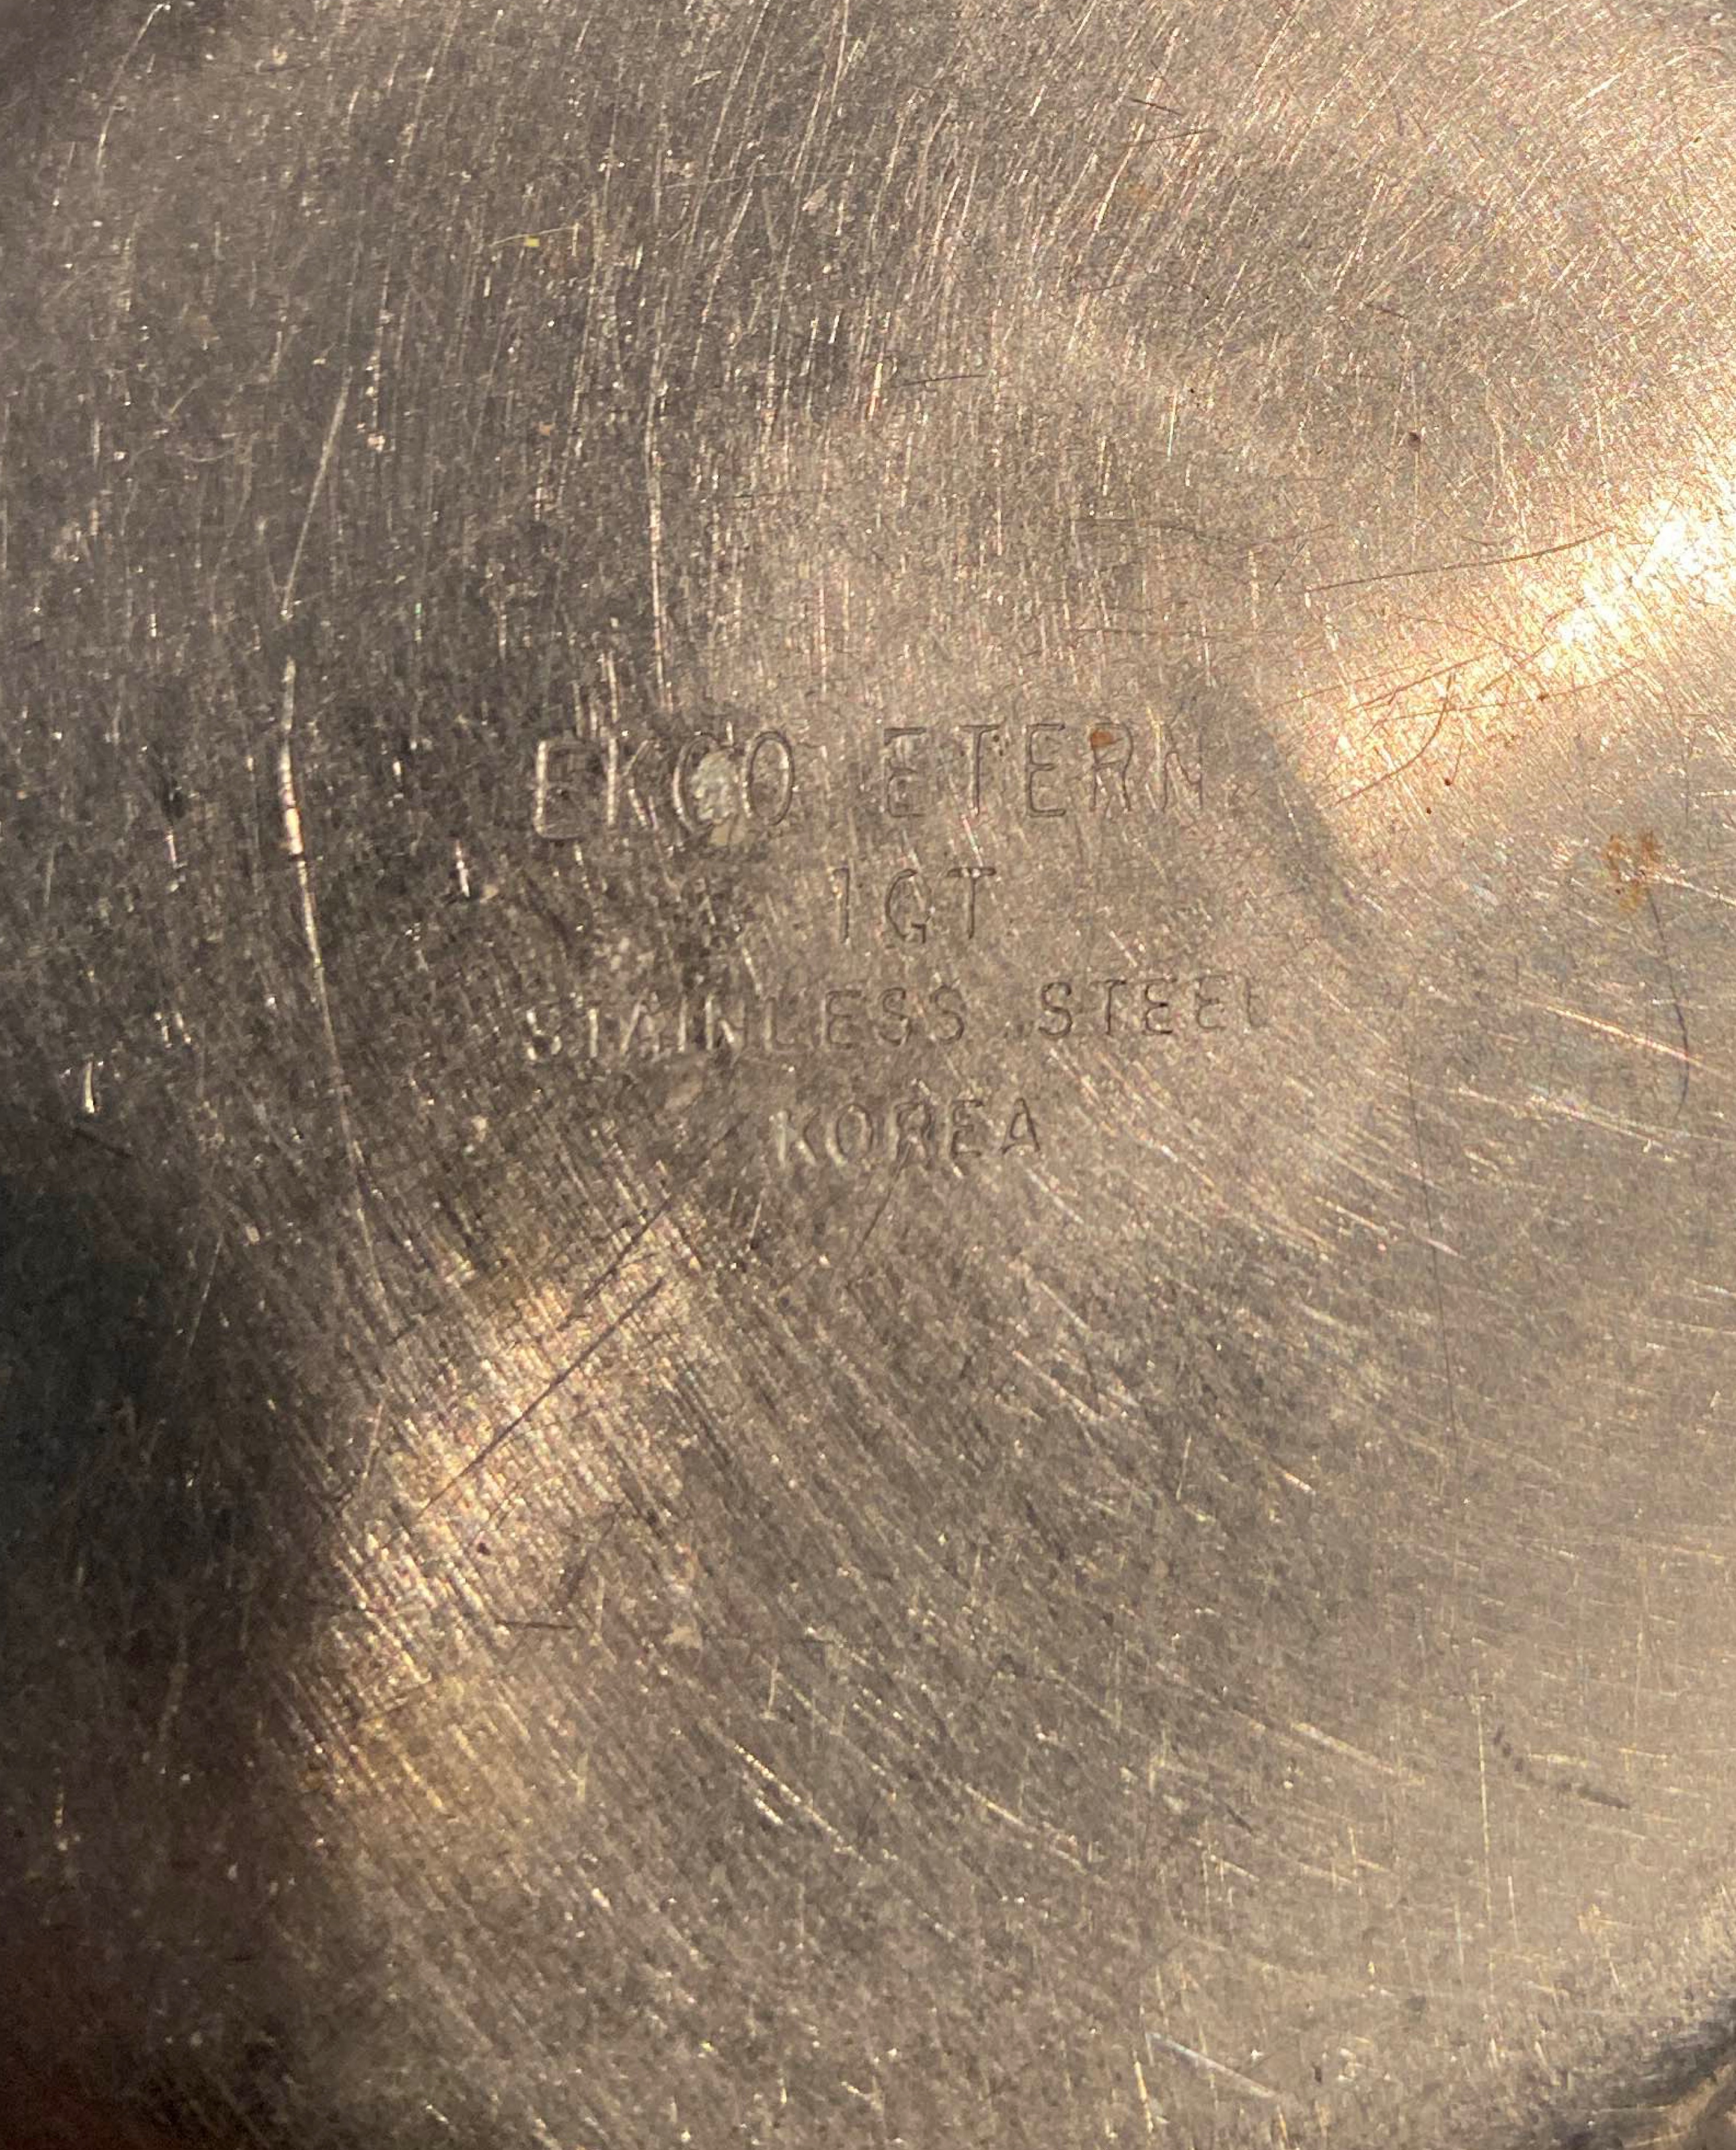 EKCO ETERN
1QT
STAINLESS STEEL
KOREA